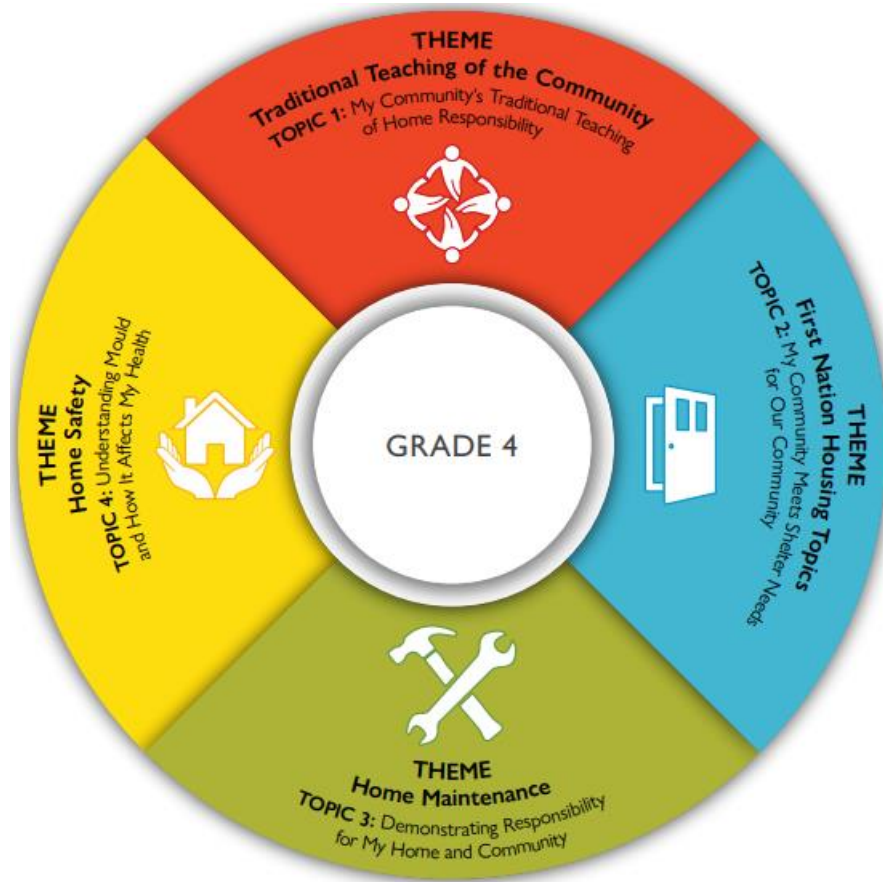 THEME
Traditional Teaching of the Community
TOPIC 1: My Community's Traditional Teaching
of Home Responsibility
THEME
First Nation Housing Topics
TOPIC 2: My Community Meets Shelter Needs
for Our Community
THEME
Home Maintenance
TOPIC 3: Demonstrating Responsibility
for My Home and Community
THEME
Home Safety
TOPIC 4: Understanding Mould
and How It Affects My Health
GRADE 4